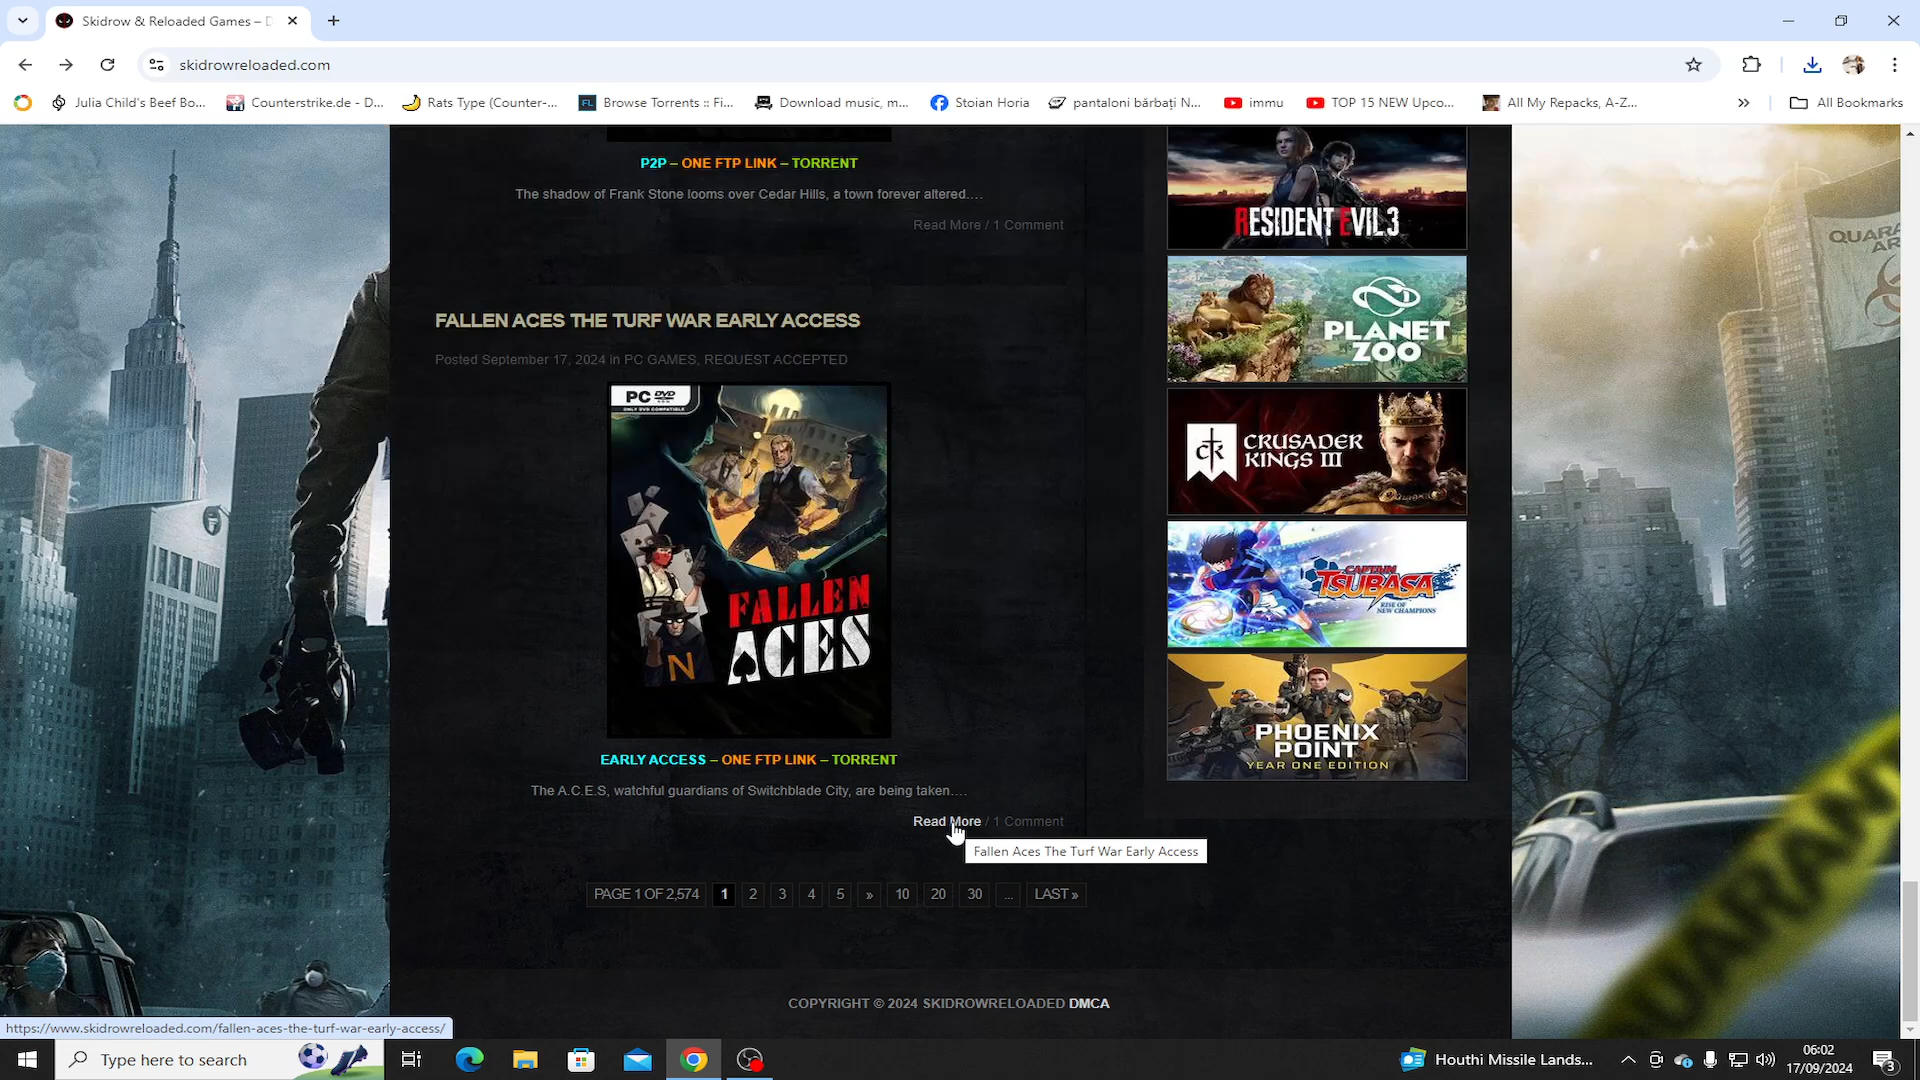 Skidrow & Reloaded Games – D
skidrowreloaded.com
Julia Child's Beef Bo...
Counterstrike.de - D...
Rats Type (Counter-...
FL
Browse Torrents :: Fi...
Download music, m...
Stoian Horia
pantaloni bărbați N...
immu
TOP 15 NEW Upco...
All My Repacks, A-Z...
»
All Bookmarks
P2P – ONE FTP LINK – TORRENT
The shadow of Frank Stone looms over Cedar Hills, a town forever altered....
Read More / 1 Comment
FALLEN ACES THE TURF WAR EARLY ACCESS
Posted September 17, 2024 in PC GAMES, REQUEST ACCEPTED
PC DVD
ONLY DVD COMPATIBLE
N
FALLEN
ACES
EARLY ACCESS – ONE FTP LINK – TORRENT
The A.C.E.S, watchful guardians of Switchblade City, are being taken....
Read More / 1 Comment
Fallen Aces The Turf War Early Access
PAGE 1 OF 2,574 1 2 3 4 5 » 10 20 30 ... LAST »
COPYRIGHT © 2024 SKIDROWRELOADED DMCA
RESIDENT EVIL 3
PLANET
ZOO
CRUSADER
KINGS III
CAPTAIN
TSUBASA
RISE OF
NEW CHAMPIONS
PHOENIX
POINT
YEAR ONE EDITION
QUARA
AR
QUARAN
https://www.skidrowreloaded.com/fallen-aces-the-turf-war-early-access/
Type here to search
Houthi Missile Lands...
06:02
17/09/2024
3